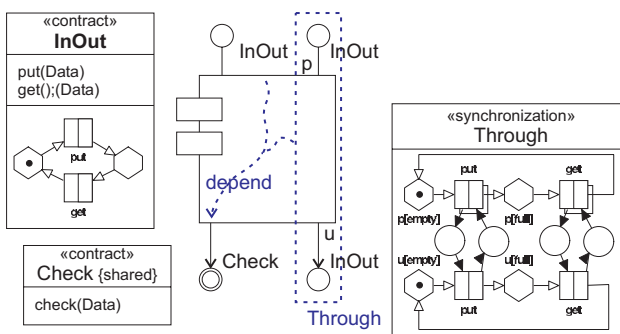 «contract»
InOut
put(Data)
get();(Data)
put
get
«contract»
Check {shared}
check(Data)
InOut
InOut
p
depend
u
Check
InOut
Through
«synchronization»
Through
put
get
p[empty]
p[full]
u[empty]
u[full]
put
get